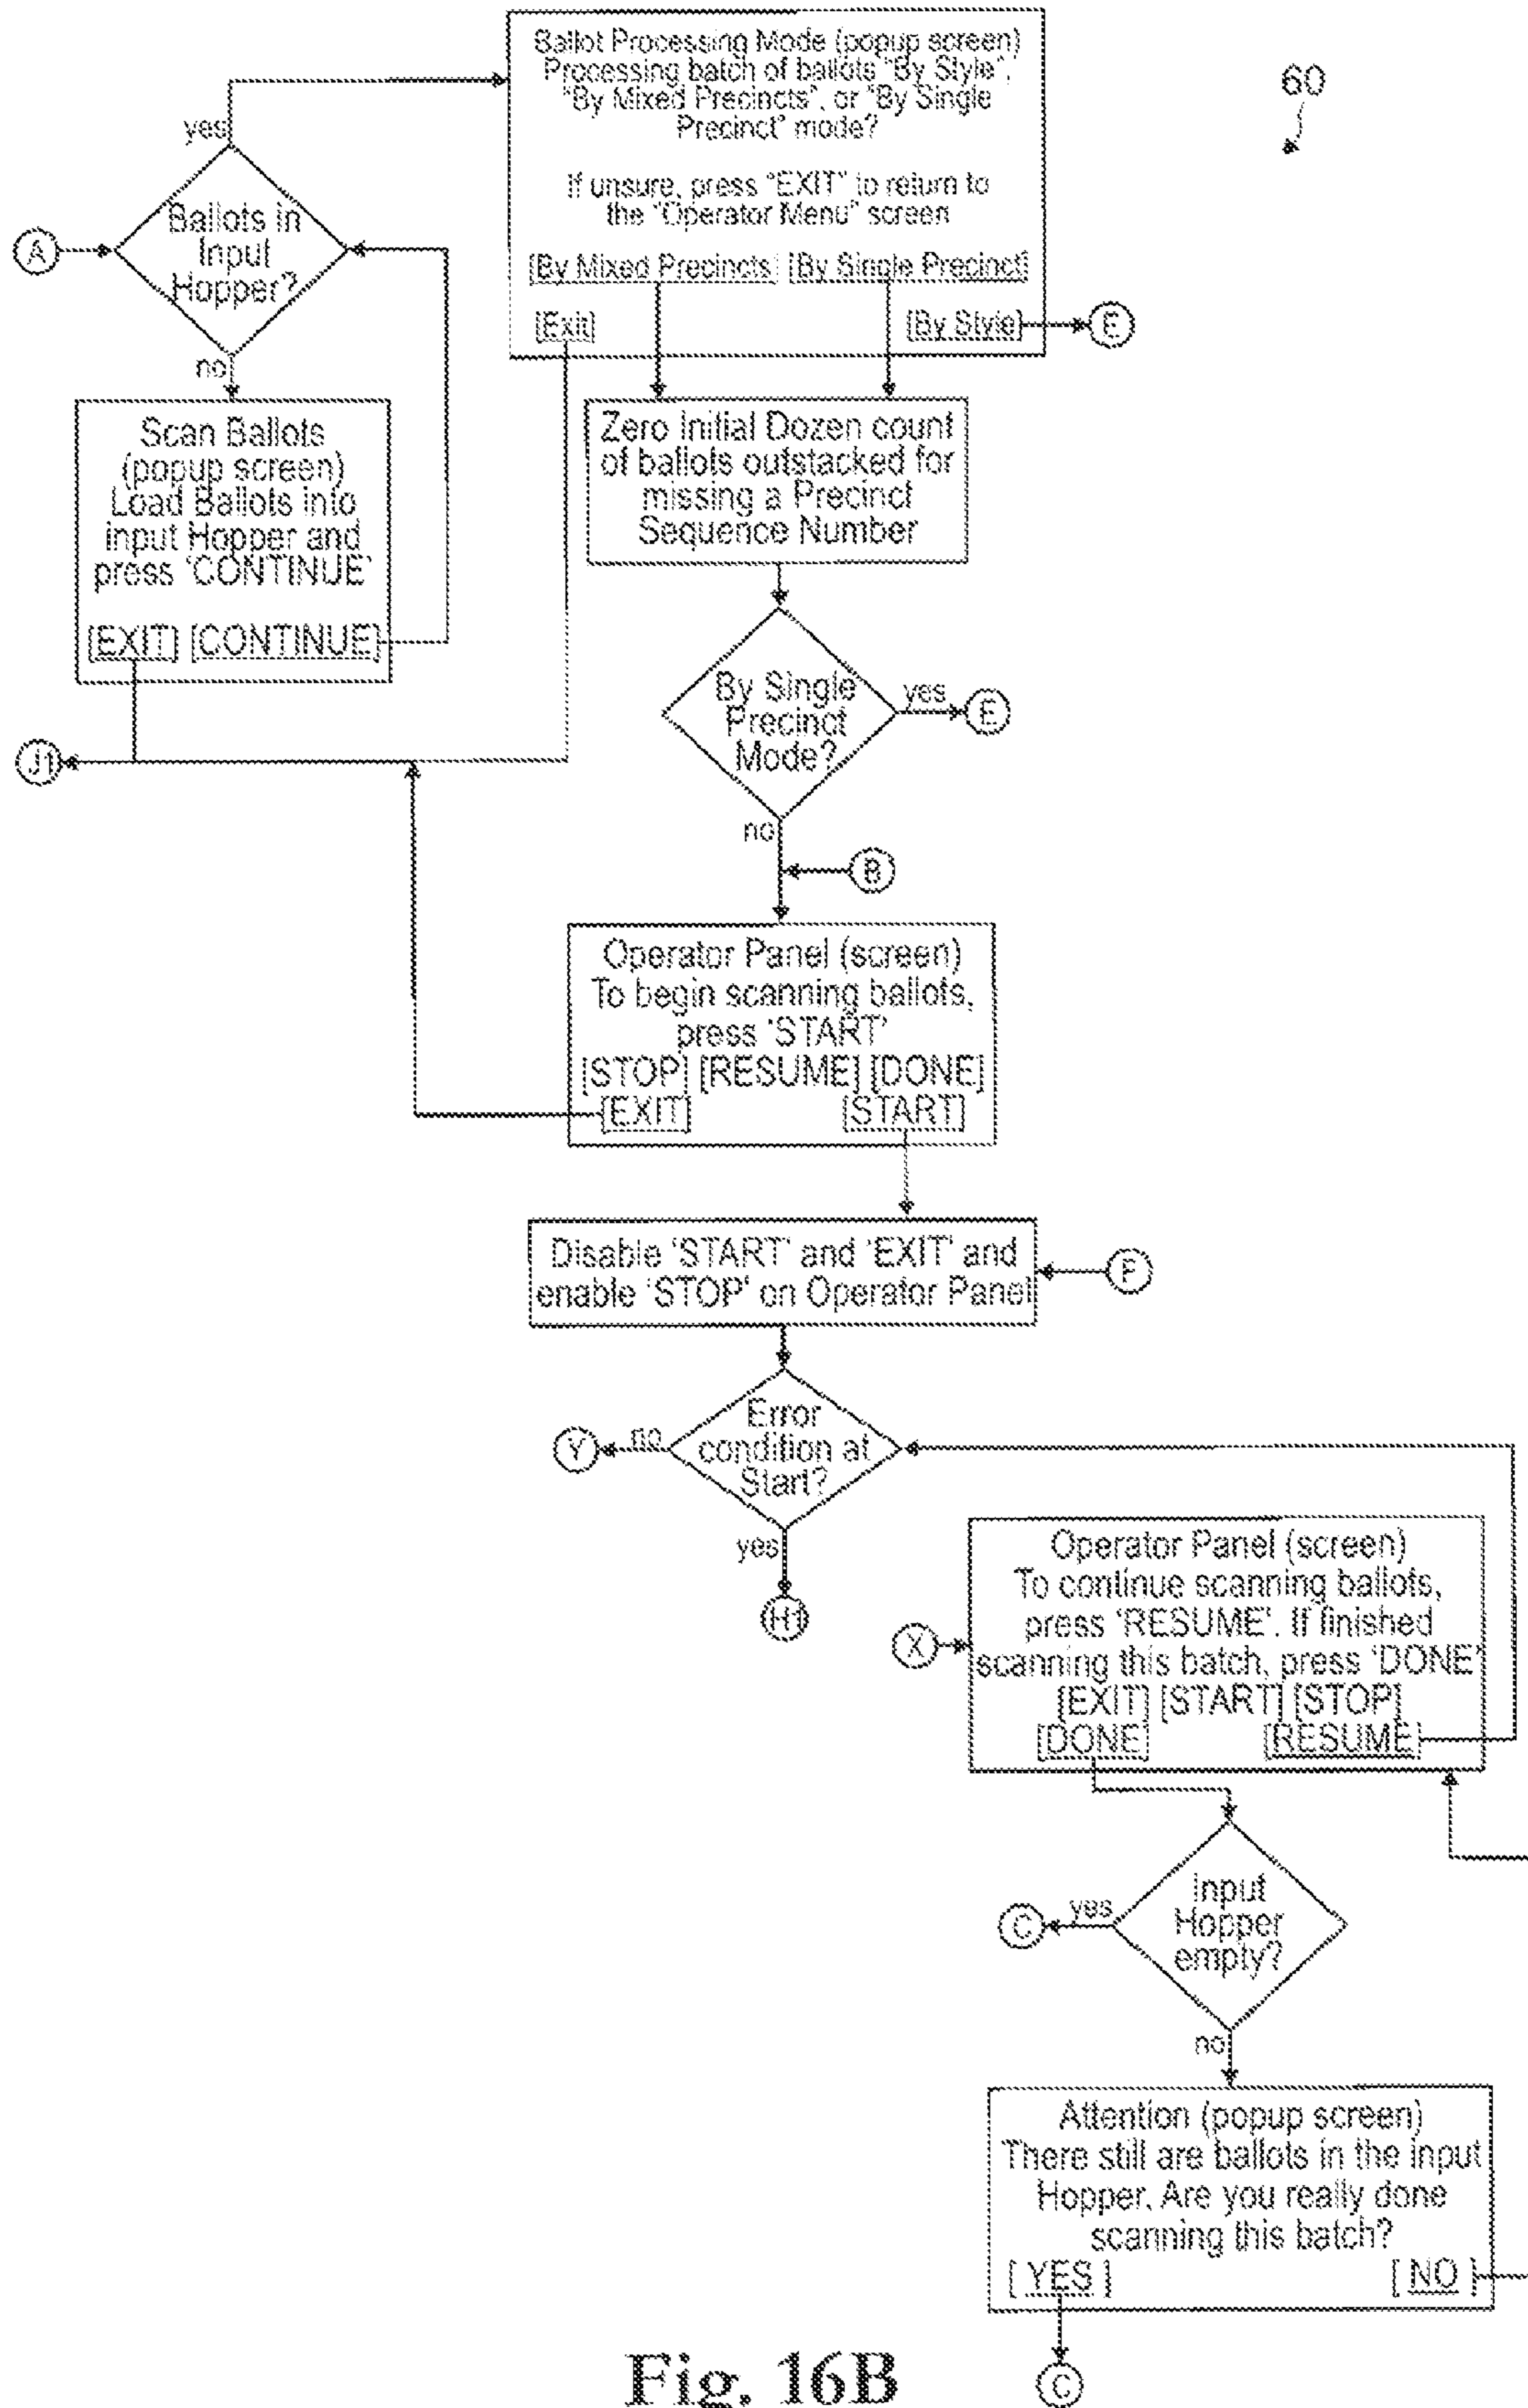 Ballot Processing Mode (popup screen)
Processing batch of ballots "By Style",
"By Mixed Precincts", or "By Single
Precinct" mode?
If unsure, press "EXIT" to return to
the "Operator Menu" screen
[By Mixed Precincts] [By Single Precinct]
[Exit]
[By Style]
E
60
yes
A
Ballots in
Input
Hopper?
no
Scan Ballots
(popup screen)
Load Ballots into
input Hopper and
press 'CONTINUE'
[EXIT] [CONTINUE]
J1
Zero Initial Dozen count
of ballots outstacked for
missing a Precinct
Sequence Number
By Single
Precinct
Mode?
yes
E
no
B
Operator Panel (screen)
To begin scanning ballots,
press 'START'
[STOP] [RESUME] [DONE]
[EXIT] [START]
Disable 'START' and 'EXIT' and
enable 'STOP' on Operator Panel
F
Error
condition at
Start?
no
Y
yes
H1
X
Operator Panel (screen)
To continue scanning ballots,
press 'RESUME'. If finished
scanning this batch, press 'DONE'
[EXIT] [START] [STOP]
[DONE] [RESUME]
Input
Hopper
empty?
yes
C
no
Attention (popup screen)
There still are ballots in the input
Hopper. Are you really done
scanning this batch?
[ YES ] [ NO ]
C
Fig. 16B